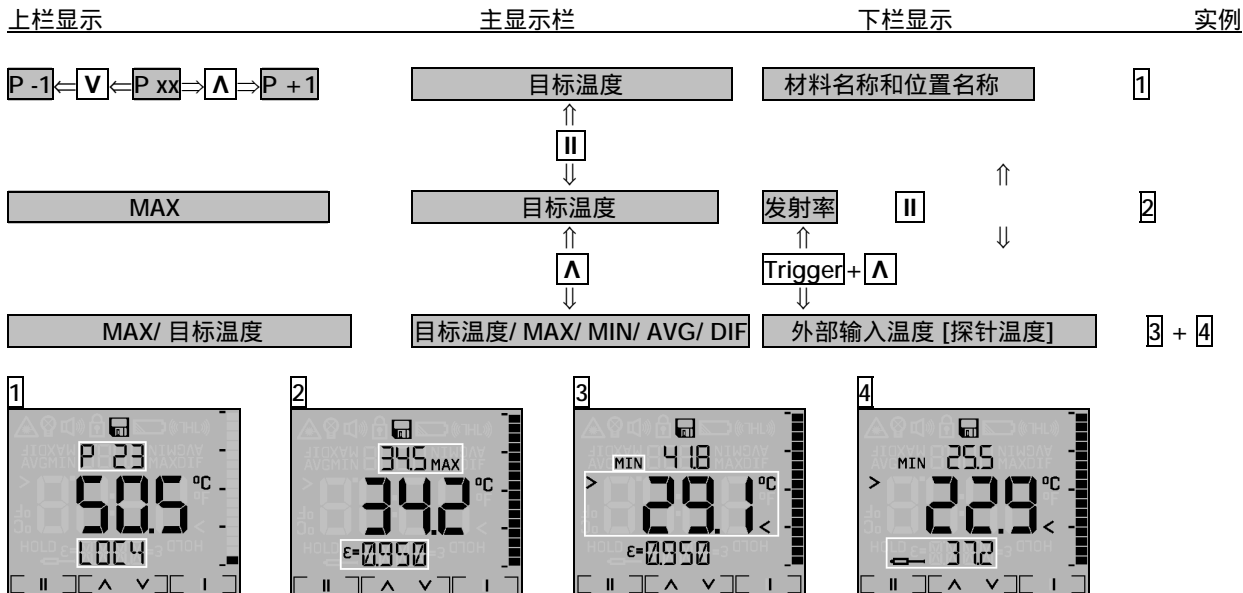 上栏显示 主显示栏 下栏显示 实例
P -1 ⇐ V ⇐ P xx ⇒ Λ ⇒ P +1 目标温度 材料名称和位置名称 1
⇑
II
⇓ ⇑
MAX 目标温度 发射率 II 2
⇑ ⇑ ⇓
Λ Trigger + Λ
⇓ ⇓
MAX/ 目标温度 目标温度/ MAX/ MIN/ AVG/ DIF 外部输入温度 [探针温度] 3 + 4
1 2 3 4
P 23 34.5 MAX MIN 41.8 MIN 25.5
50.5 °C 34.2 °C > 29.1 °C < > 22.9 °C <
LOC4 ε=0.950 ε=0.950 37.2
II Λ V I II Λ V I II Λ V I II Λ V I